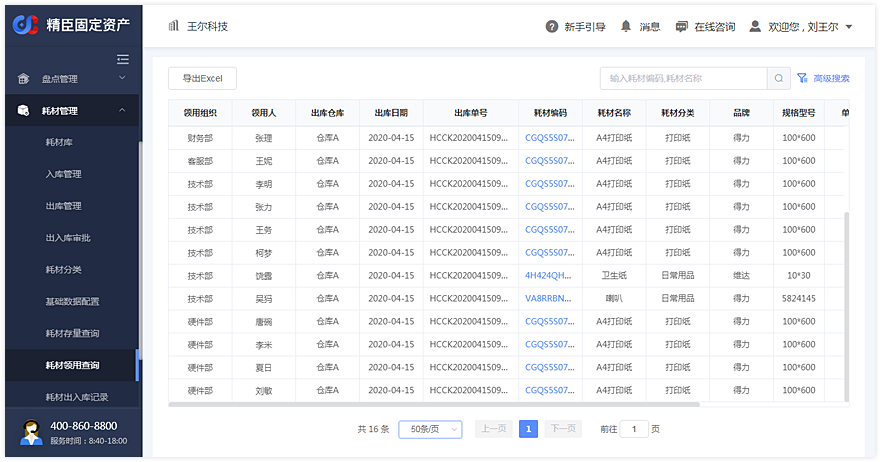 精臣固定资产
王尔科技
新手引导 消息 在线咨询 欢迎您，刘王尔
盘点管理
耗材管理
耗材库
入库管理
出库管理
出入库审批
耗材分类
基础数据配置
耗材存量查询
耗材领用查询
耗材出入库记录
400-860-8800
服务时间：8:40-18:00
导出Excel 输入耗材编码,耗材名称 高级搜索
领用组织 领用人 出库仓库 出库日期 出库单号 耗材编码 耗材名称 耗材分类 品牌 规格型号 单
财务部 张理 仓库A 2020-04-15 HCCK2020041509... CGQS5S07... A4打印纸 打印纸 得力 100*600
客服部 王妮 仓库A 2020-04-15 HCCK2020041509... CGQS5S07... A4打印纸 打印纸 得力 100*600
技术部 李明 仓库A 2020-04-15 HCCK2020041509... CGQS5S07... A4打印纸 打印纸 得力 100*600
技术部 张力 仓库A 2020-04-15 HCCK2020041509... CGQS5S07... A4打印纸 打印纸 得力 100*600
技术部 王务 仓库A 2020-04-15 HCCK2020041509... CGQS5S07... A4打印纸 打印纸 得力 100*600
技术部 柯梦 仓库A 2020-04-15 HCCK2020041509... CGQS5S07... A4打印纸 打印纸 得力 100*600
技术部 饶露 仓库A 2020-04-15 HCCK2020041509... 4H424QH... 卫生纸 日常用品 维达 10*30
技术部 吴犸 仓库A 2020-04-15 HCCK2020041509... VA8RRBN... 喇叭 日常用品 得力 5824145
硬件部 唐碗 仓库A 2020-04-15 HCCK2020041509... CGQS5S07... A4打印纸 打印纸 得力 100*600
硬件部 李米 仓库A 2020-04-15 HCCK2020041509... CGQS5S07... A4打印纸 打印纸 得力 100*600
硬件部 夏日 仓库A 2020-04-15 HCCK2020041509... CGQS5S07... A4打印纸 打印纸 得力 100*600
硬件部 刘敏 仓库A 2020-04-15 HCCK2020041509... CGQS5S07... A4打印纸 打印纸 得力 100*600
共 16 条 50条/页 上一页 1 下一页 前往 1 页